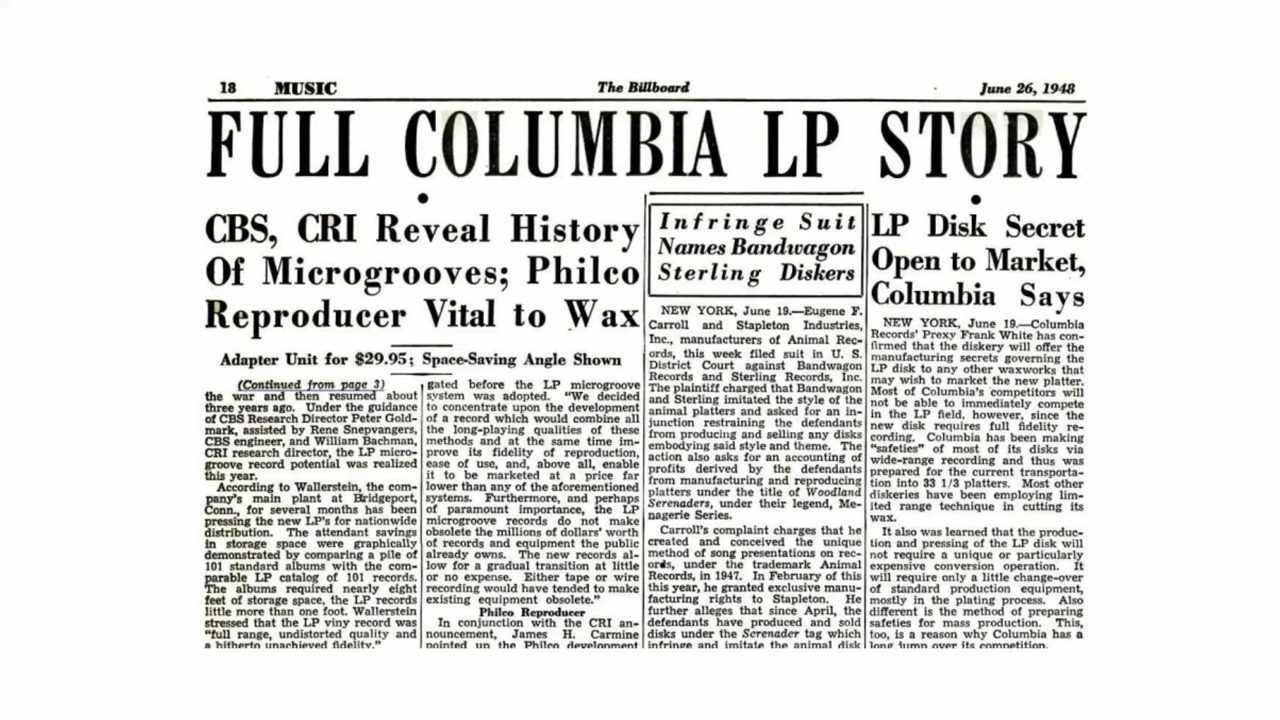 18 MUSIC The Billboard June 26, 1948
FULL COLUMBIA LP STORY
CBS, CRI Reveal History
Of Microgrooves; Philco
Reproducer Vital to Wax
Adapter Unit for $29.95; Space-Saving Angle Shown
(Continued from page 3)
the war and then resumed about
three years ago. Under the guidance
of CBS Research Director Peter Gold-
mark, assisted by Rene Snepvangers,
CBS engineer, and William Bachman,
CRI research director, the LP micro-
groove record potential was realized
this year.
According to Wallerstein, the com-
pany's main plant at Bridgeport,
Conn., for several months has been
pressing the new LP's for nationwide
distribution. The attendant savings
in storage space were graphically
demonstrated by comparing a pile of
101 standard albums with the com-
parable LP catalog of 101 records.
The albums required nearly eight
feet of storage space, the LP records
little more than one foot. Wallerstein
stressed that the LP viny record was
"full range, undistorted quality and
a hitherto unachieved fidelity."
gated before the LP microgroove
system was adopted. "We decided
to concentrate upon the development
of a record which would combine all
the long-playing qualities of these
methods and at the same time im-
prove its fidelity of reproduction,
ease of use, and, above all, enable
it to be marketed at a price far
lower than any of the aforementioned
systems. Furthermore, and perhaps
of paramount importance, the LP
microgroove records do not make
obsolete the millions of dollars' worth
of records and equipment the public
already owns. The new records al-
low for a gradual transition at little
or no expense. Either tape or wire
recording would have tended to make
existing equipment obsolete."
Philco Reproducer
In conjunction with the CRI an-
nouncement, James H. Carmine
pointed up the Philco development
Infringe Suit
Names Bandwagon
Sterling Diskers
NEW YORK, June 19.—Eugene F.
Carroll and Stapleton Industries,
Inc., manufacturers of Animal Rec-
ords, this week filed suit in U. S.
District Court against Bandwagon
Records and Sterling Records, Inc.
The plaintiff charged that Bandwagon
and Sterling imitated the style of the
animal platters and asked for an in-
junction restraining the defendants
from producing and selling any disks
embodying said style and theme. The
action also asks for an accounting of
profits derived by the defendants
from manufacturing and reproducing
platters under the title of Woodland
Serenaders, under their legend, Me-
nagerie Series.
Carroll's complaint charges that he
created and conceived the unique
method of song presentations on rec-
ords, under the trademark Animal
Records, in 1947. In February of this
this year, he granted exclusive manu-
facturing rights to Stapleton. He
further alleges that since April, the
defendants have produced and sold
disks under the Serenader tag which
infringe and imitate the animal disk
LP Disk Secret
Open to Market,
Columbia Says
NEW YORK, June 19.—Columbia
Records' Prexy Frank White has con-
firmed that the diskery will offer the
manufacturing secrets governing the
LP disk to any other waxworks that
may wish to market the new platter.
Most of Columbia's competitors will
not be able to immediately compete
in the LP field, however, since the
new disk requires full fidelity re-
cording. Columbia has been making
"safeties" of most of its disks via
wide-range recording and thus was
prepared for the current transporta-
tion into 33 1/3 platters. Most other
diskeries have been employing lim-
ited range technique in cutting its
wax.
It also was learned that the produc-
tion and pressing of the LP disk will
not require a unique or particularly
expensive conversion operation. It
will require only a little change-over
of standard production equipment,
mostly in the plating process. Also
different is the method of preparing
safeties for mass production. This,
too, is a reason why Columbia has a
long jump over its competition.